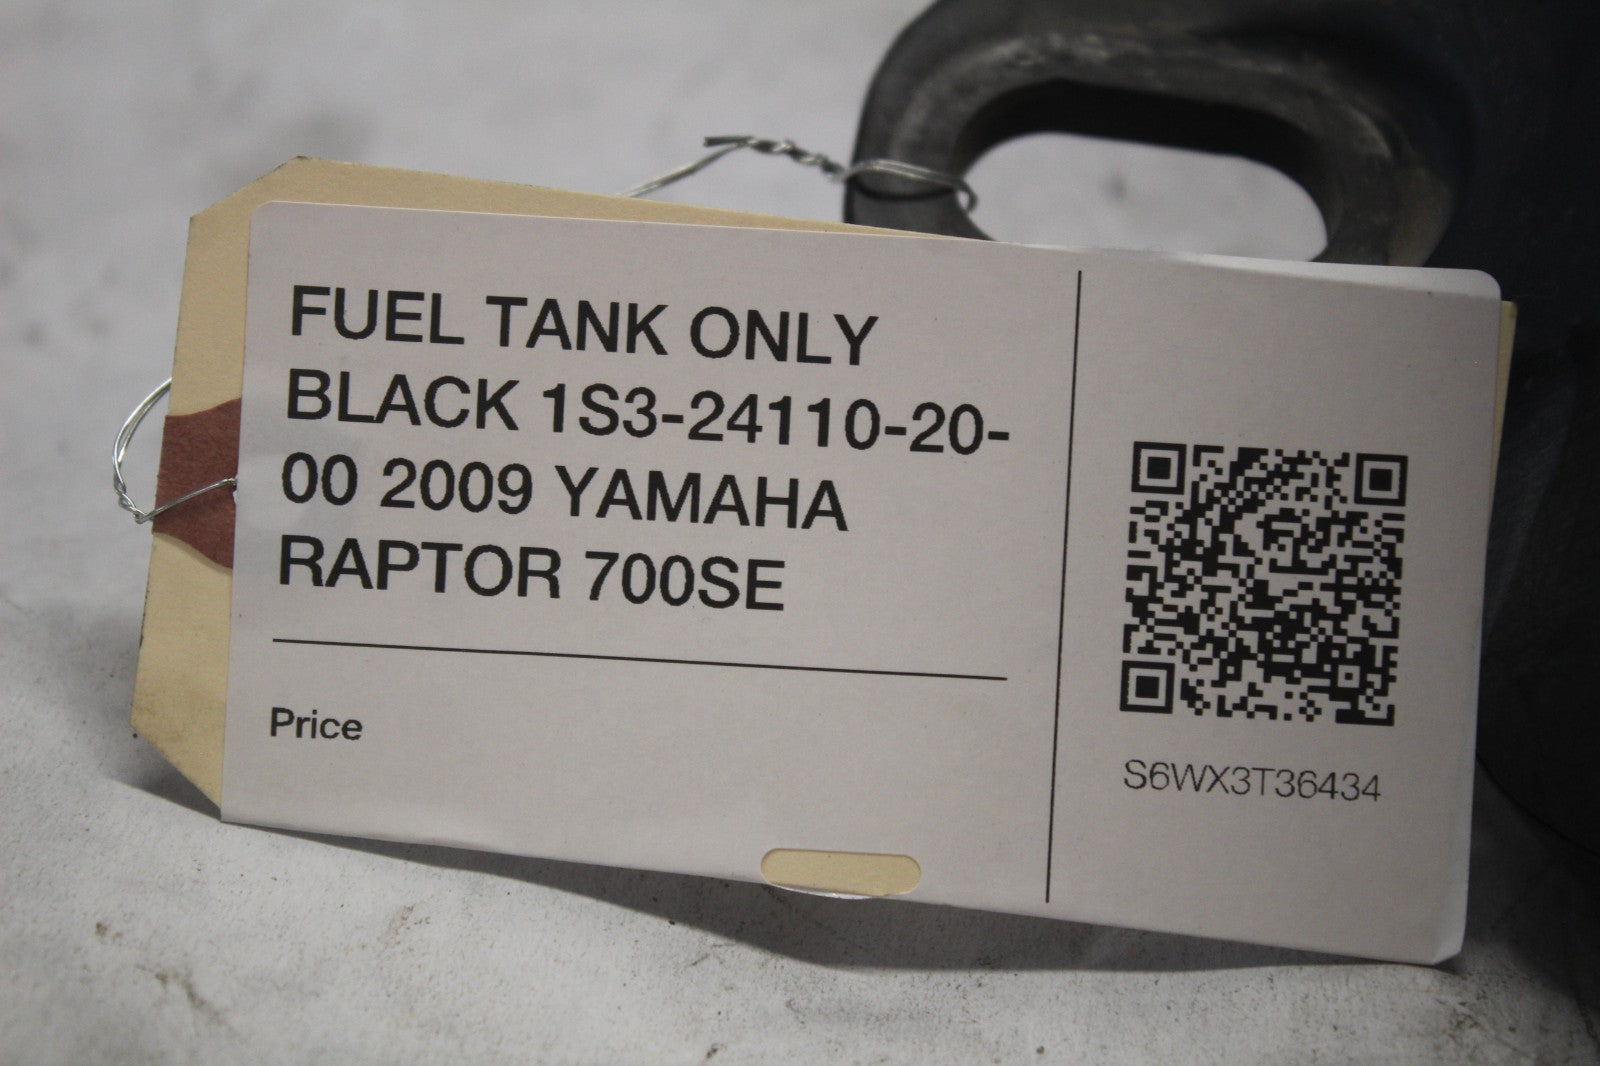 FUEL TANK ONLY
BLACK 1S3-24110-20-
00 2009 YAMAHA
RAPTOR 700SE
Price
S6WX3T36434